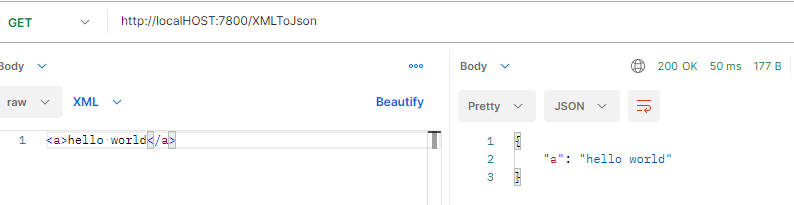 GET http://localHOST:7800/XMLToJson
Body
raw XML Beautify
1 <a>hello world</a>
Body 200 OK 50 ms 177 B
Pretty JSON
1 {
2 "a": "hello world"
3 }